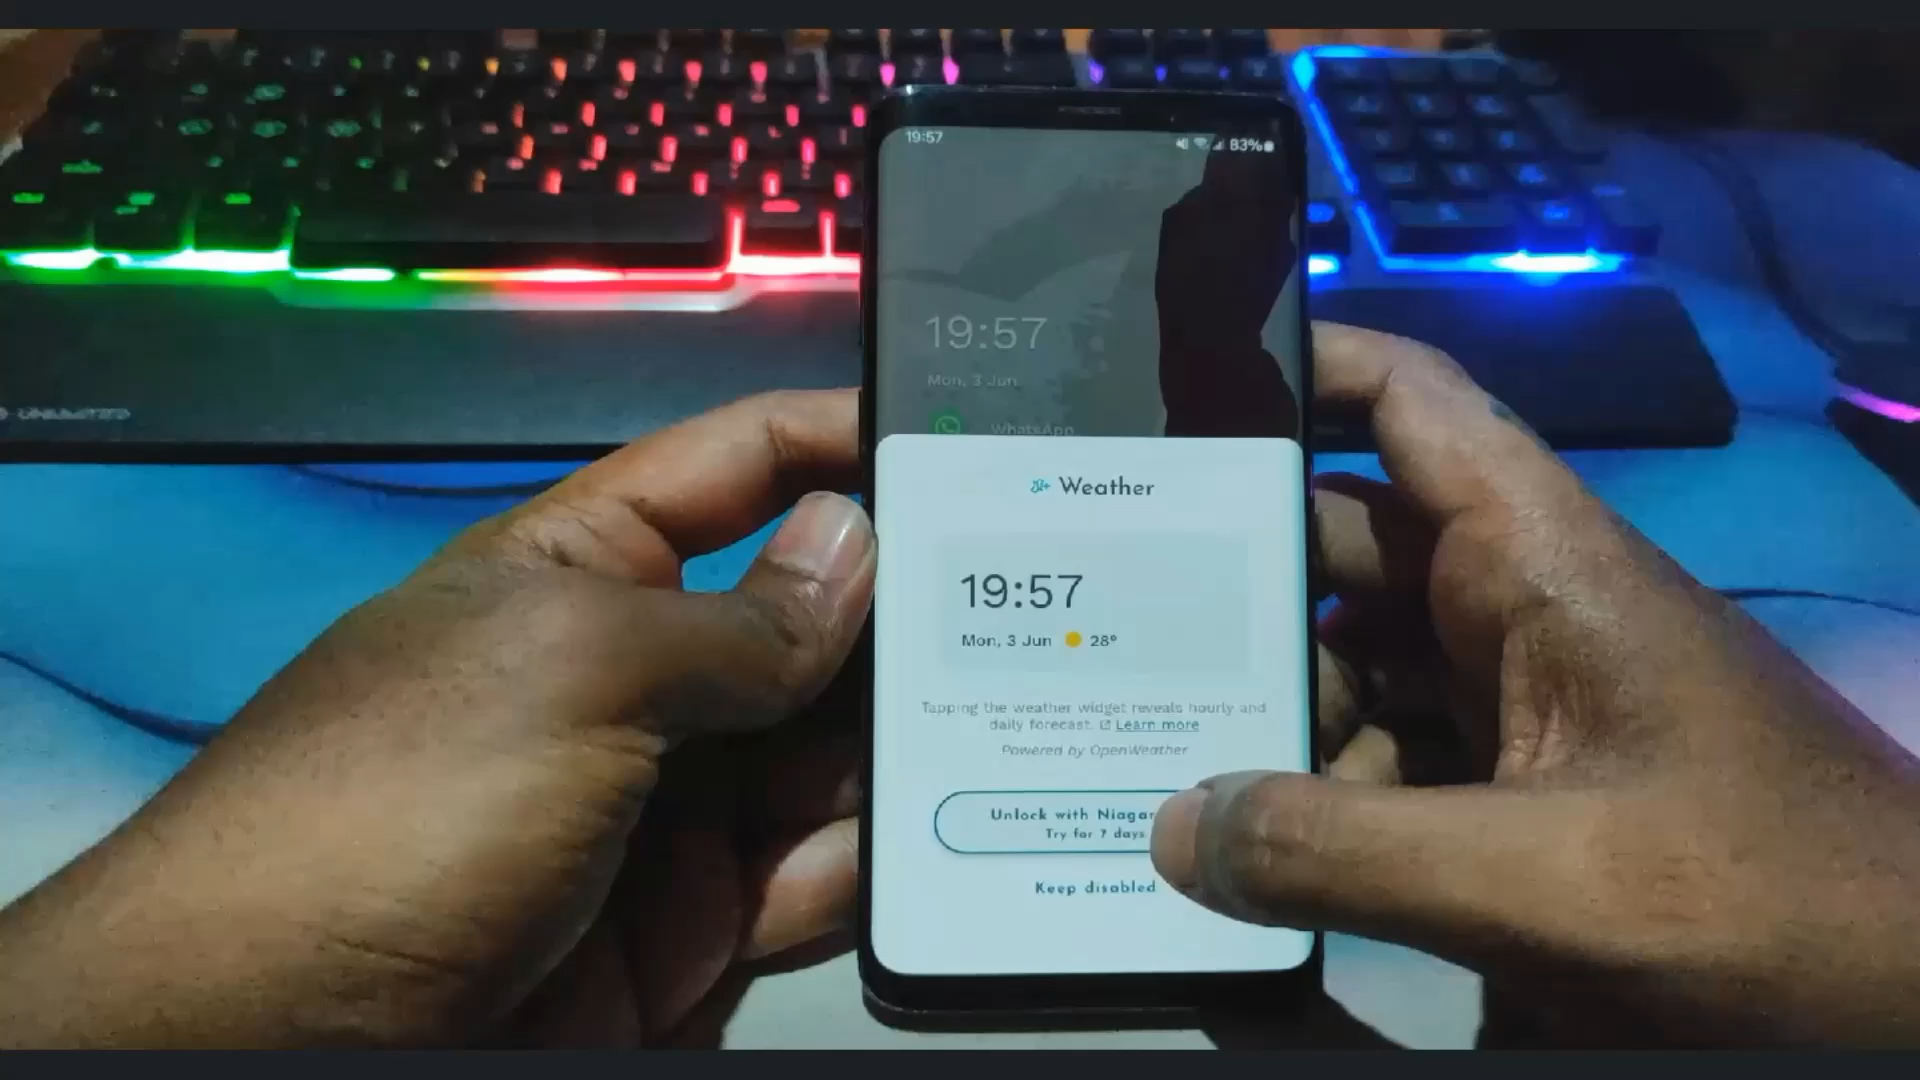 19:57
83%
19:57
Mon, 3 Jun
WhatsApp
Weather
19:57
Mon, 3 Jun 28°
Tapping the weather widget reveals hourly and
daily forecast. Learn more
Powered by OpenWeather
Unlock with Niagar
Try for 7 days
Keep disabled